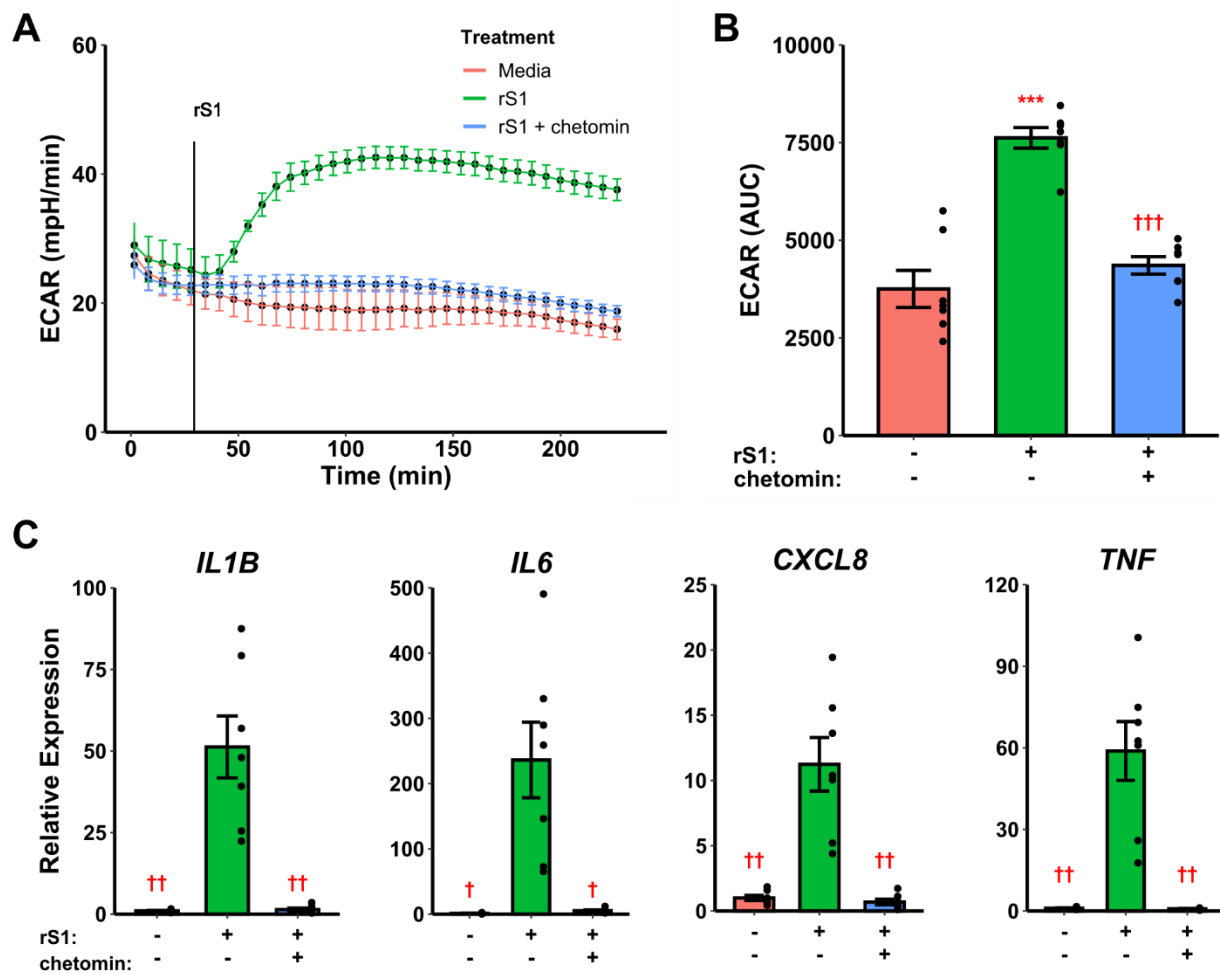 A
60
40
20
0
ECAR (mpH/min)
rS1
Treatment
Media
rS1
rS1 + chetomin
0 50 100 150 200
Time (min)
B
10000
7500
5000
2500
0
ECAR (AUC)
***
†††
rS1: - + +
chetomin: - - +
C
Relative Expression
IL1B
100
75
50
25
0
†† ††
rS1: - + +
chetomin: - - +
IL6
500
400
300
200
100
0
† †
- + +
- - +
CXCL8
25
20
15
10
5
0
†† ††
- + +
- - +
TNF
120
90
60
30
0
†† ††
- + +
- - +